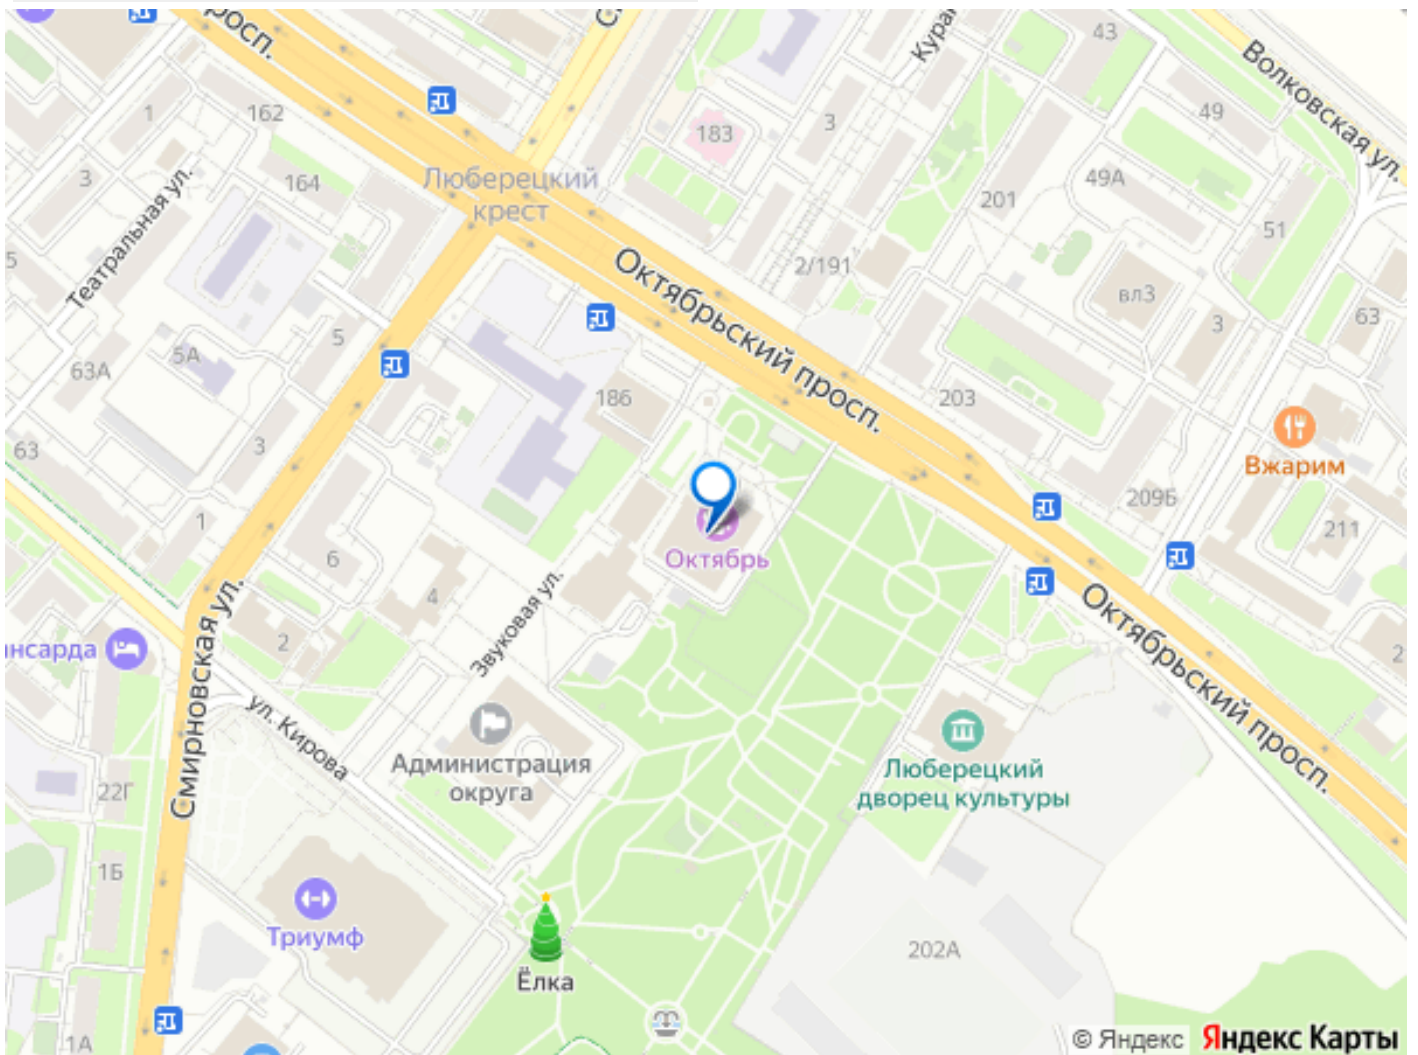 просп.
43
Волковская ул.
162
1
183
3
49
Люберецкий
крест
164
3
Театральная ул.
49А
201
51
5
Октябрьский просп.
2/191
вл3
5
5А
3
63
63А
186
203
3
63
Вжарим
209Б
211
1
Октябрь
6
4
Звуковая ул.
Октябрьский просп.
Смирновская ул.
2
нсарда
2
ул. Кирова
Администрация
округа
Люберецкий
дворец культуры
22Г
1Б
Триумф
202А
Ёлка
1А
© Яндекс Яндекс Карты